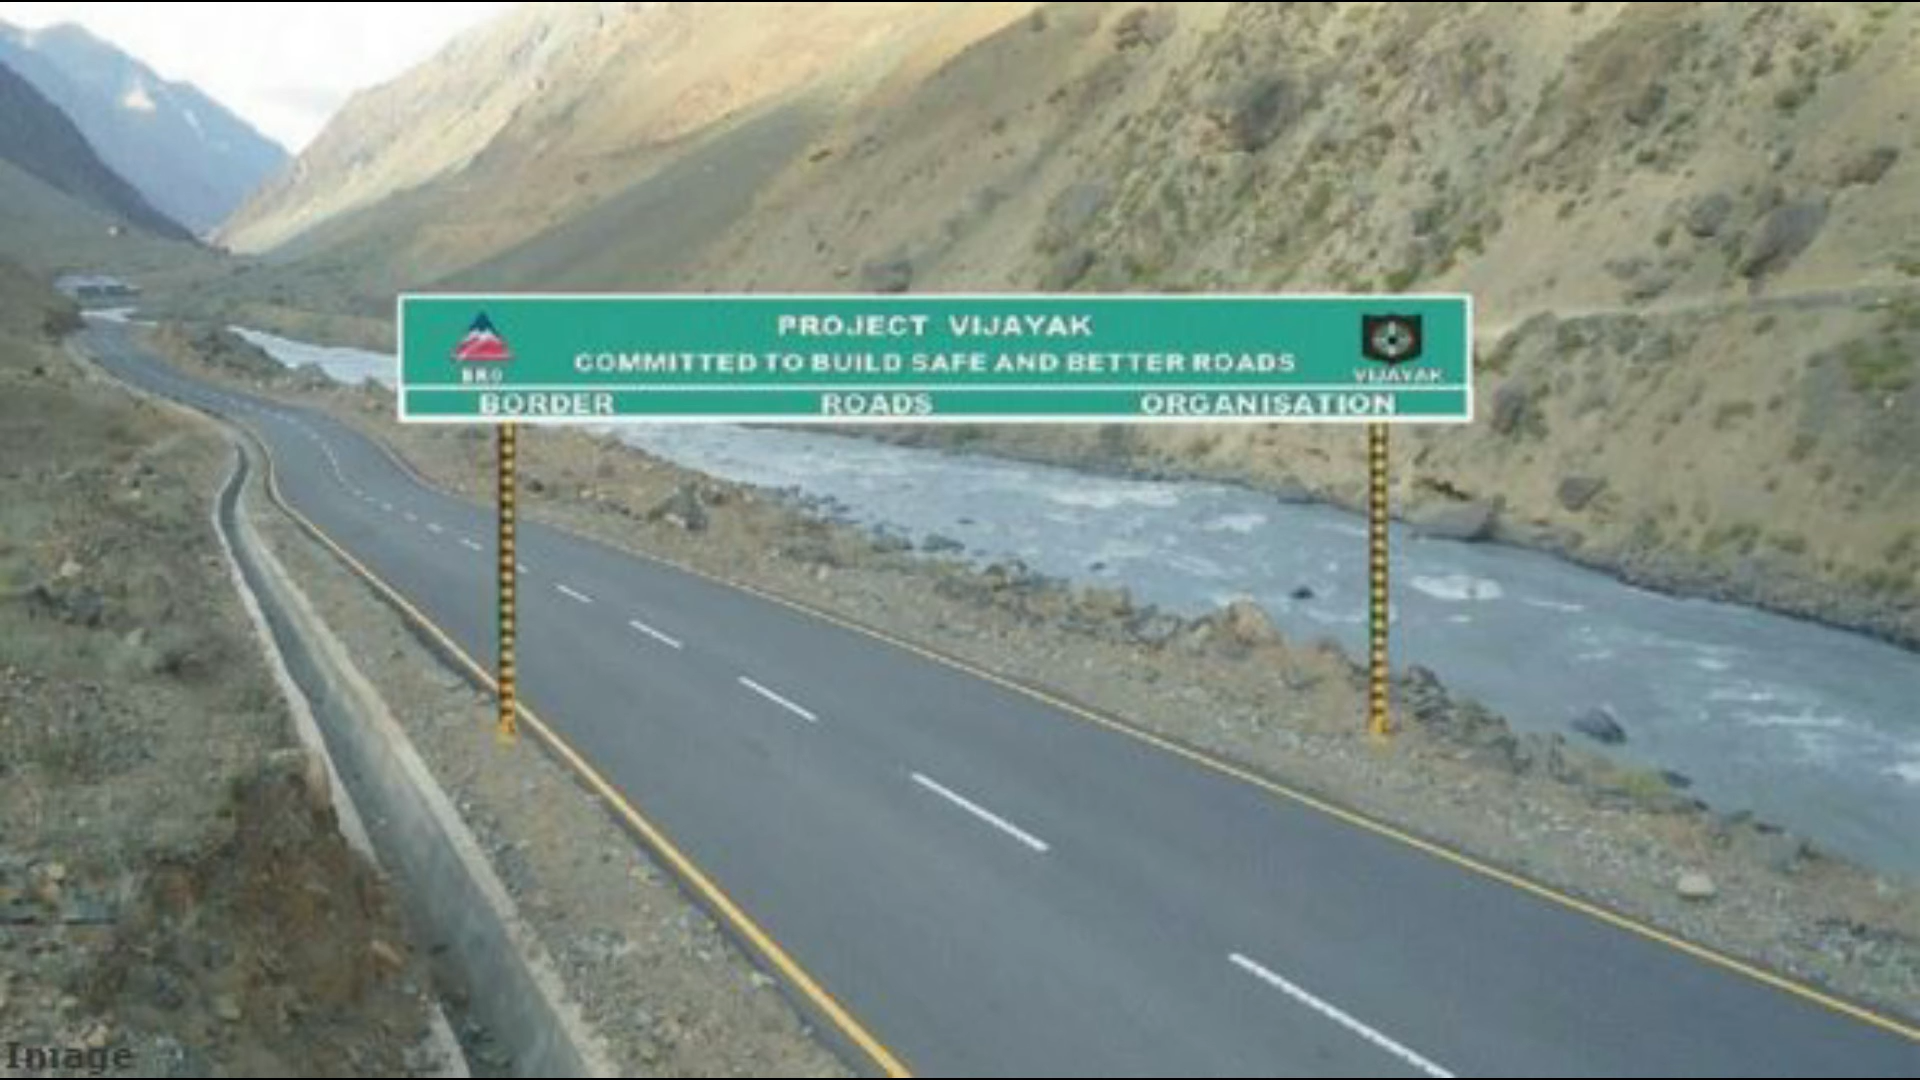 PROJECT VIJAYAK
COMMITTED TO BUILD SAFE AND BETTER ROADS
BRO
VIJAYAK
BORDER ROADS ORGANISATION
Image